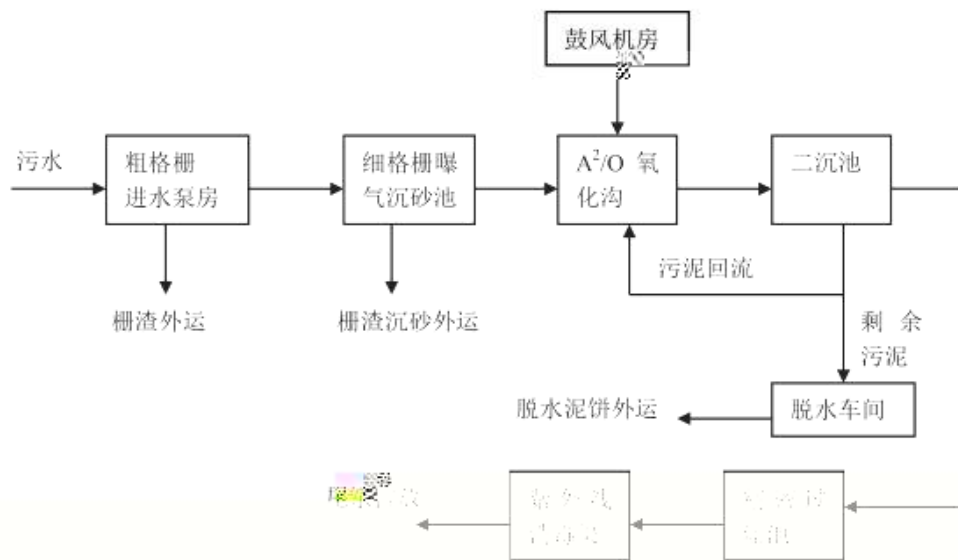 鼓风机房
污水
粗格栅
进水泵房
细格栅曝
气沉砂池
A²/O 氧
化沟
二沉池
污泥回流
栅渣外运
栅渣沉砂外运
剩 余
污泥
脱水泥饼外运
脱水车间